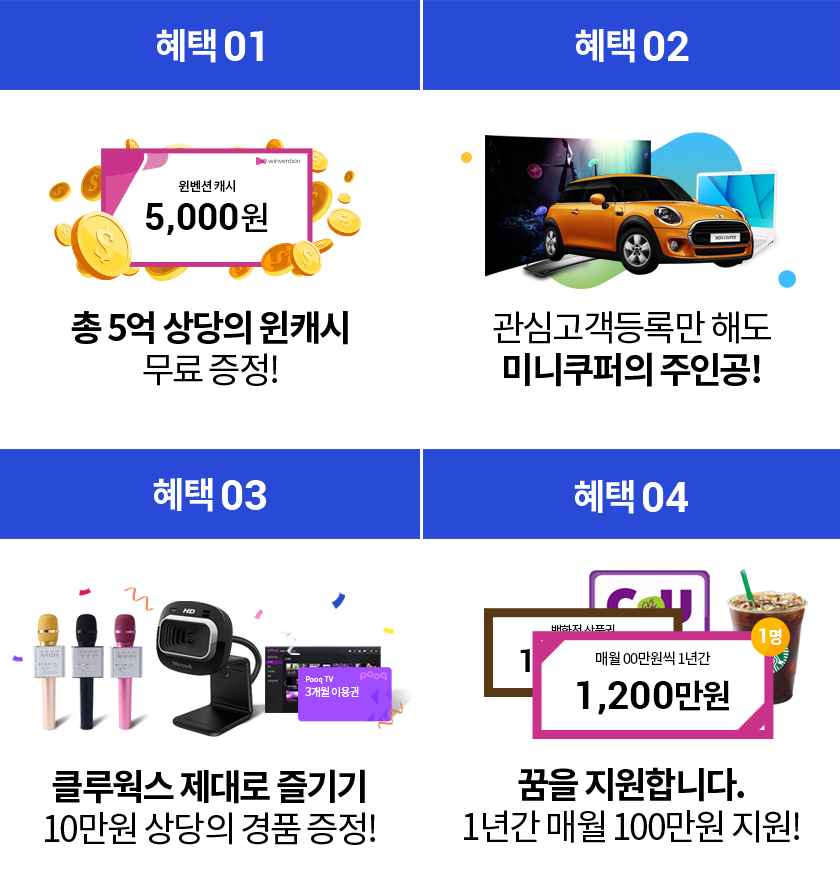 혜택 01
winvention
윈벤션 캐시
5,000원
총 5억 상당의 윈캐시
무료 증정!
혜택 02
MINI COOPER
관심고객등록만 해도
미니쿠퍼의 주인공!
혜택 03
HD
Microsoft
pooq
Pooq TV
3개월 이용권
클루웍스 제대로 즐기기
10만원 상당의 경품 증정!
혜택 04
CU
백화점 상품권
1명
매월 00만원씩 1년간
1,200만원
꿈을 지원합니다.
1년간 매월 100만원 지원!